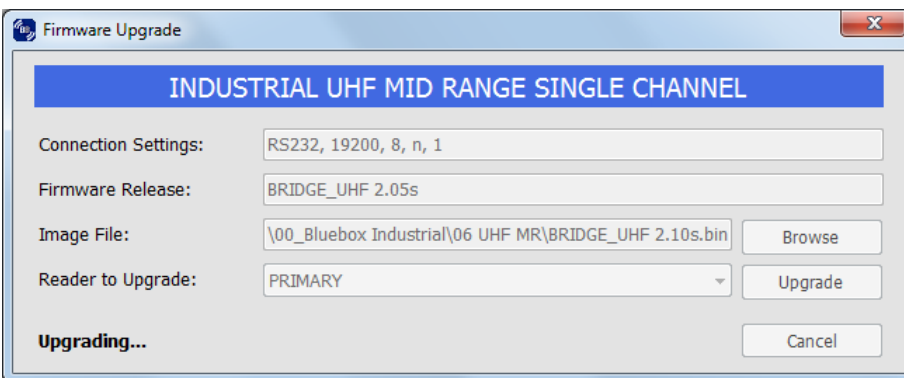 Firmware Upgrade
INDUSTRIAL UHF MID RANGE SINGLE CHANNEL
Connection Settings: RS232, 19200, 8, n, 1
Firmware Release: BRIDGE_UHF 2.05s
Image File: \00_Bluebox Industrial\06 UHF MR\BRIDGE_UHF 2.10s.bin Browse
Reader to Upgrade: PRIMARY Upgrade
Upgrading... Cancel